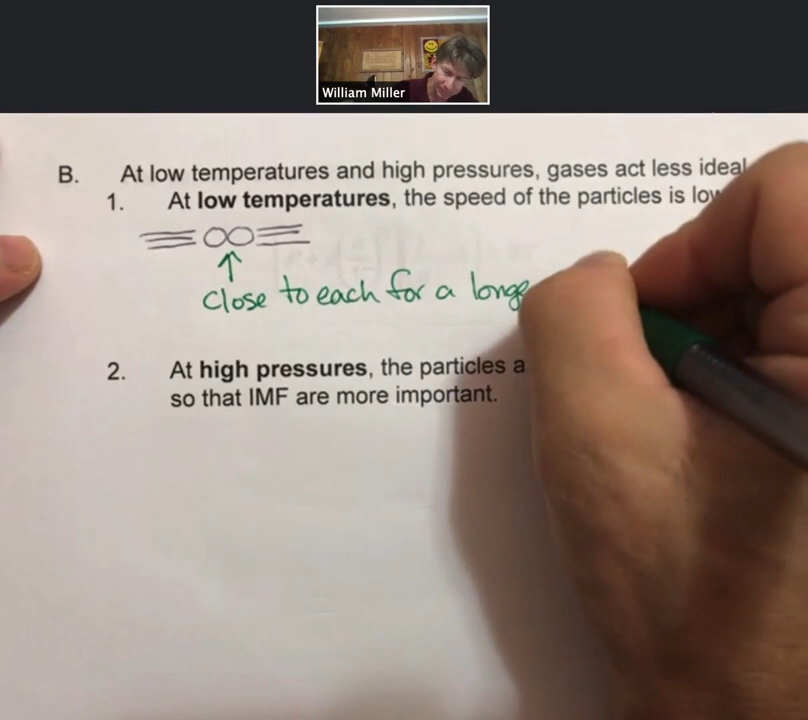 William Miller
B. At low temperatures and high pressures, gases act less ideal
1. At low temperatures, the speed of the particles is low
close to each for a longe
2. At high pressures, the particles a
so that IMF are more important.